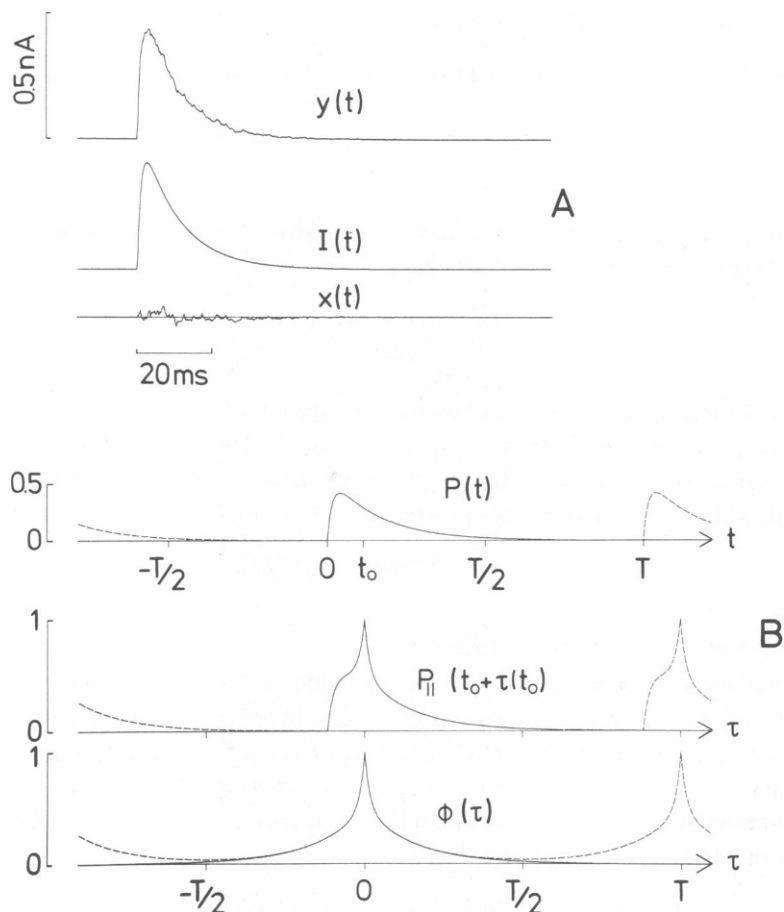 0.5nA
y(t)
A
I(t)
x(t)
20ms
0.5
P(t)
0
t
-T/2 0 t₀ T/2 T
1
B
P₁₁ (t₀+τ(t₀)
0
τ
1
ϕ(τ)
0
τ
-T/2 0 T/2 T